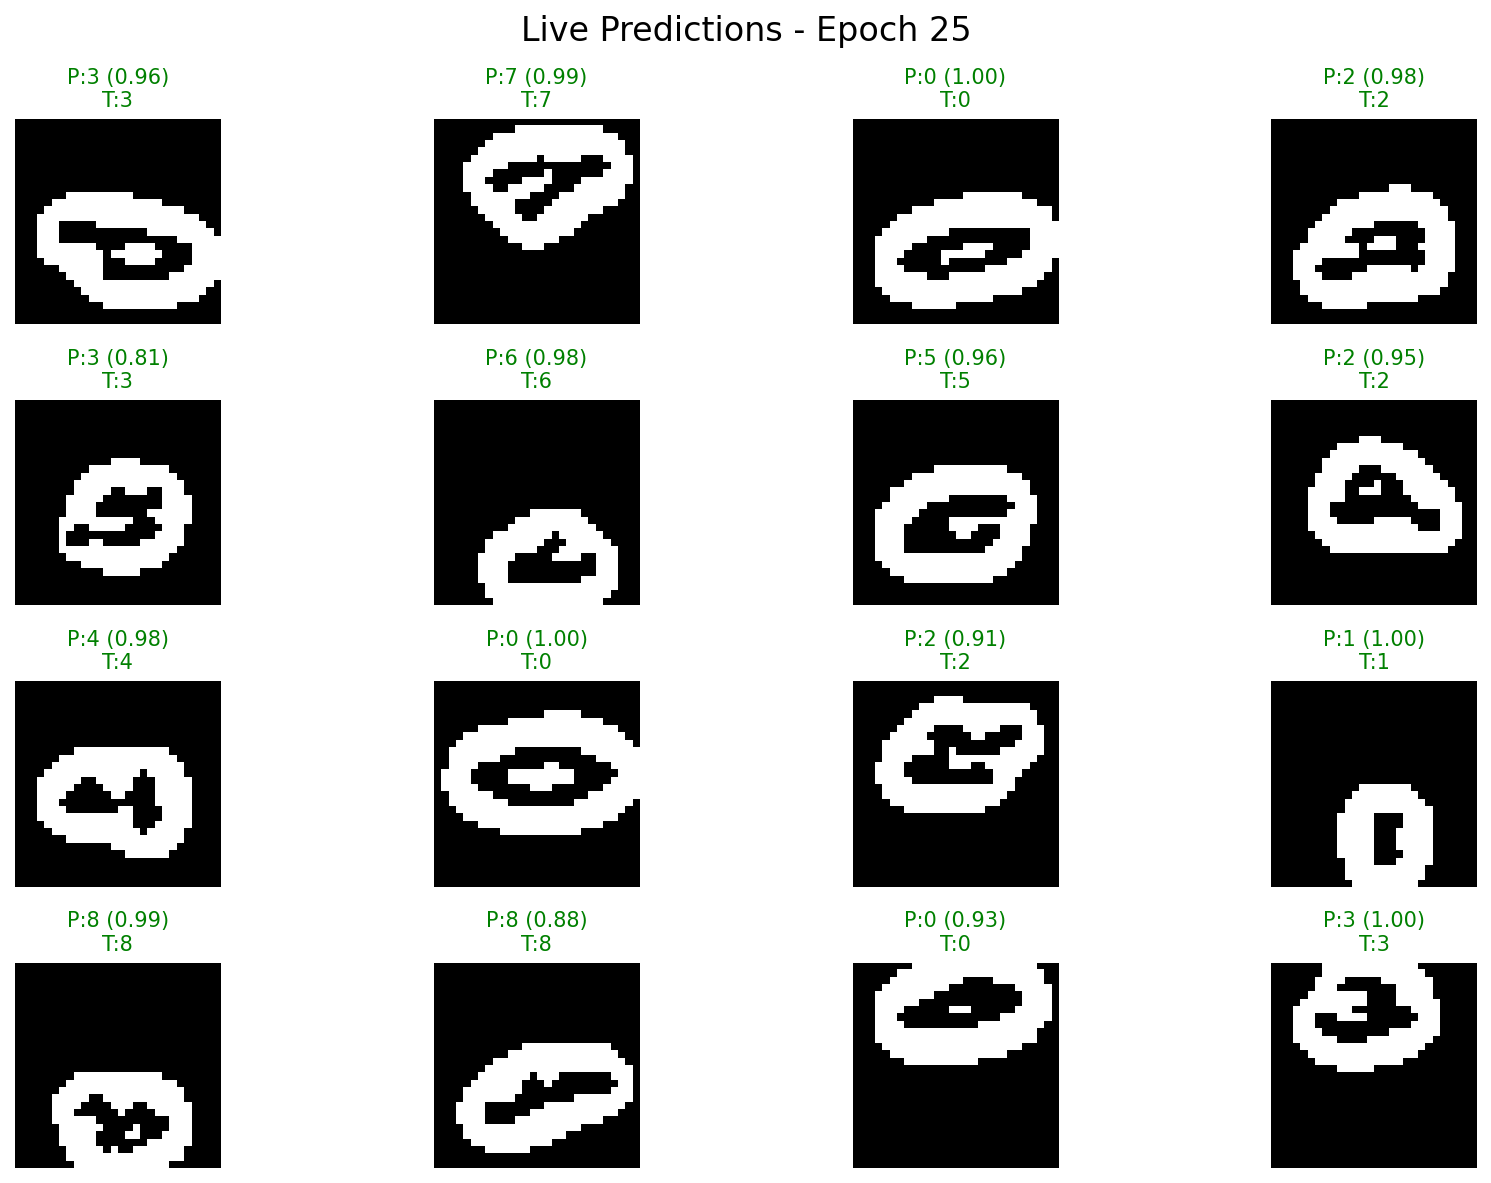 Live Predictions - Epoch 25
P:3 (0.96)
T:3
P:7 (0.99)
T:7
P:0 (1.00)
T:0
P:2 (0.98)
T:2
P:3 (0.81)
T:3
P:6 (0.98)
T:6
P:5 (0.96)
T:5
P:2 (0.95)
T:2
P:4 (0.98)
T:4
P:0 (1.00)
T:0
P:2 (0.91)
T:2
P:1 (1.00)
T:1
P:8 (0.99)
T:8
P:8 (0.88)
T:8
P:0 (0.93)
T:0
P:3 (1.00)
T:3